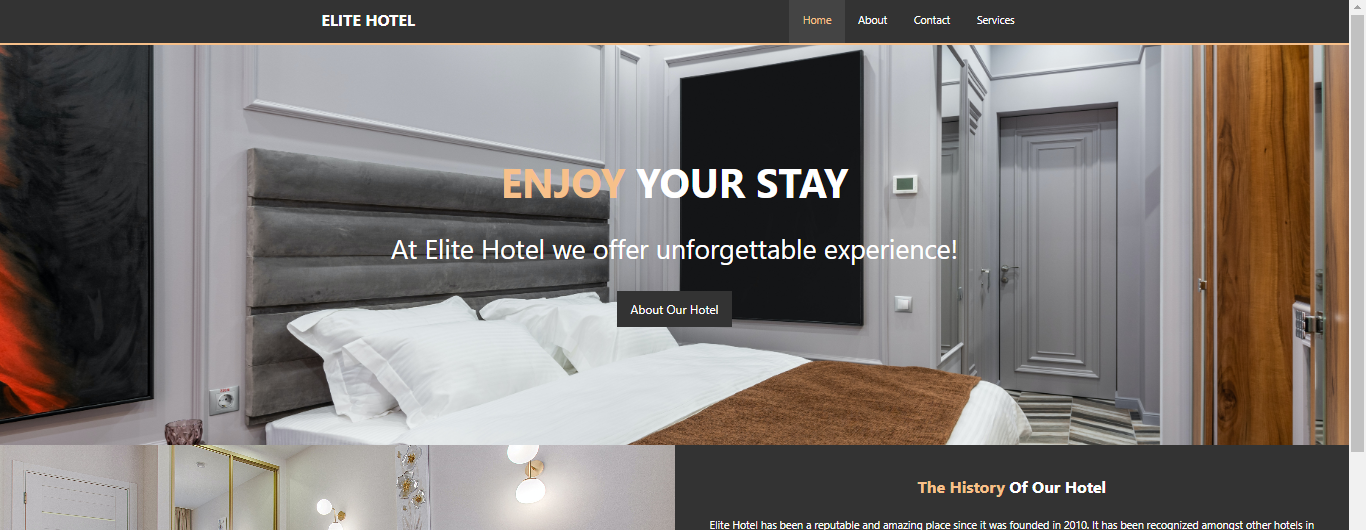 ELITE HOTEL
Home About Contact Services
ENJOY YOUR STAY
At Elite Hotel we offer unforgettable experience!
About Our Hotel
The History Of Our Hotel
Elite Hotel has been a reputable and amazing place since it was founded in 2010. It has been recognized amongst other hotels in